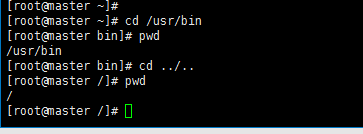 [root@master ~]#
[root@master ~]# cd /usr/bin
[root@master bin]# pwd
/usr/bin
[root@master bin]# cd ../..
[root@master /]# pwd
/
[root@master /]#